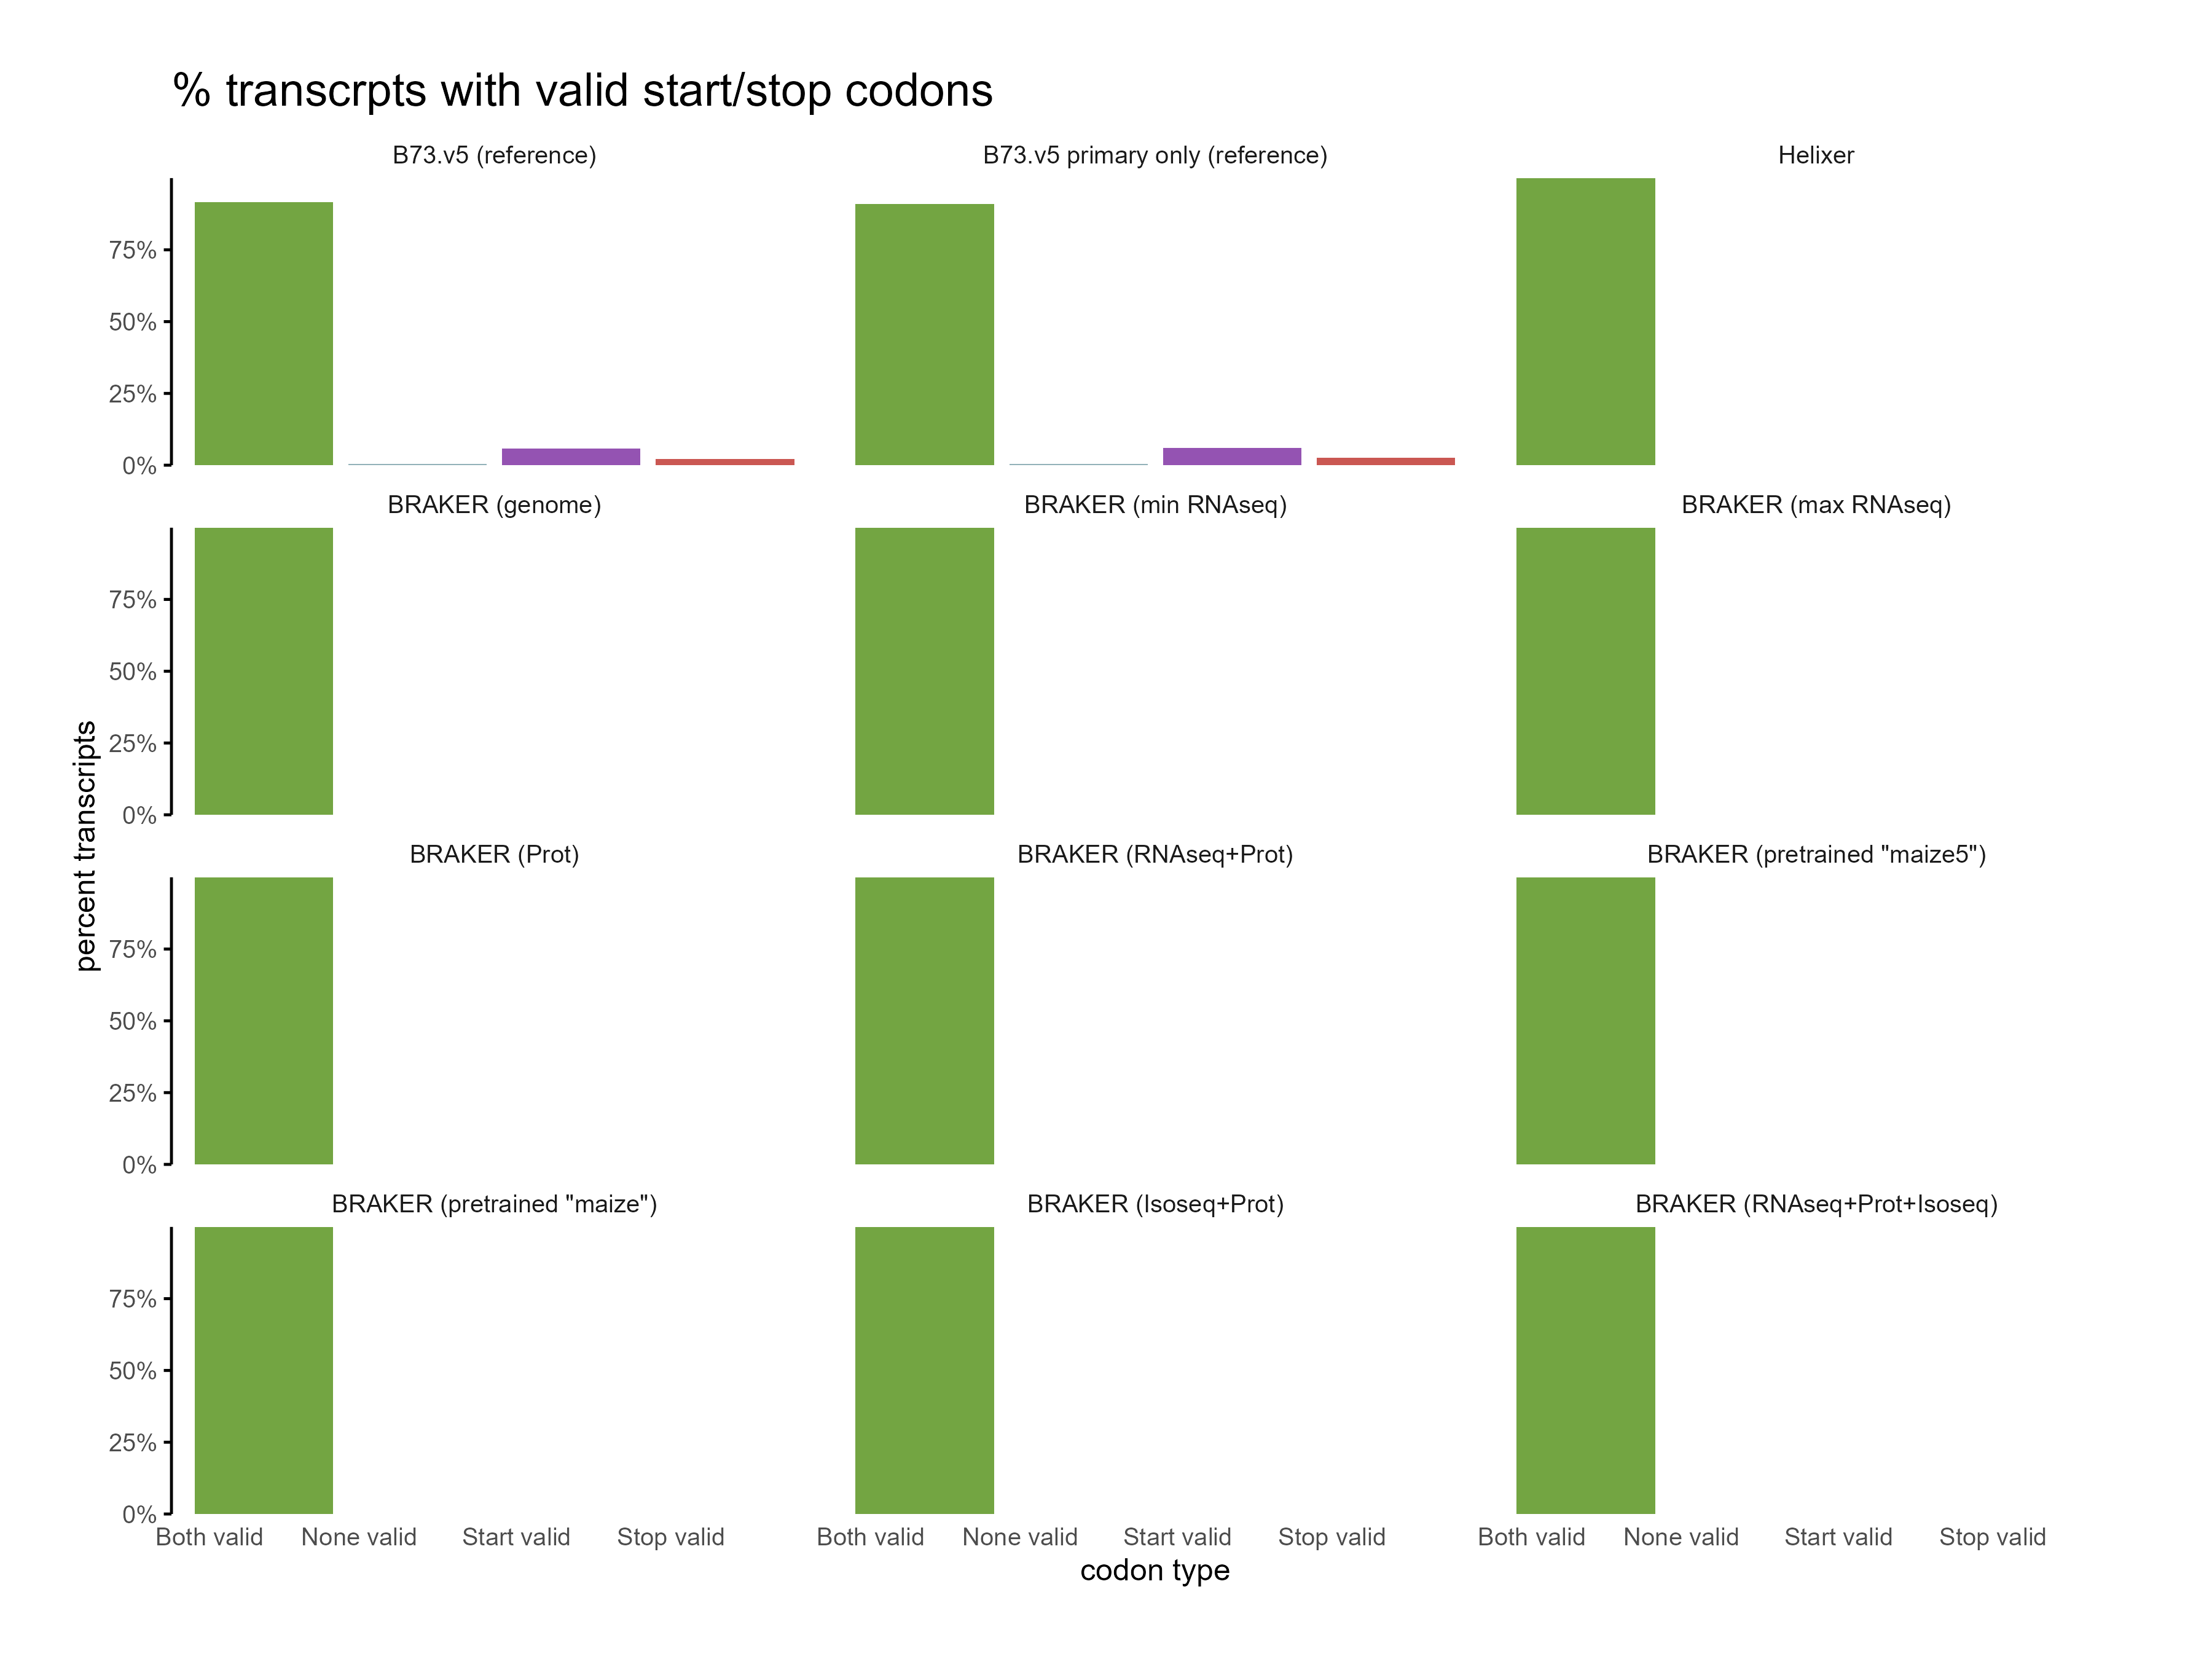 % transcrpts with valid start/stop codons
B73.v5 (reference)
B73.v5 primary only (reference)
Helixer
75%
50%
25%
0%
BRAKER (genome)
BRAKER (min RNAseq)
BRAKER (max RNAseq)
75%
50%
25%
0%
percent transcripts
BRAKER (Prot)
BRAKER (RNAseq+Prot)
BRAKER (pretrained "maize5")
75%
50%
25%
0%
BRAKER (pretrained "maize")
BRAKER (Isoseq+Prot)
BRAKER (RNAseq+Prot+Isoseq)
75%
50%
25%
0%
Both valid None valid Start valid Stop valid
Both valid None valid Start valid Stop valid
Both valid None valid Start valid Stop valid
codon type